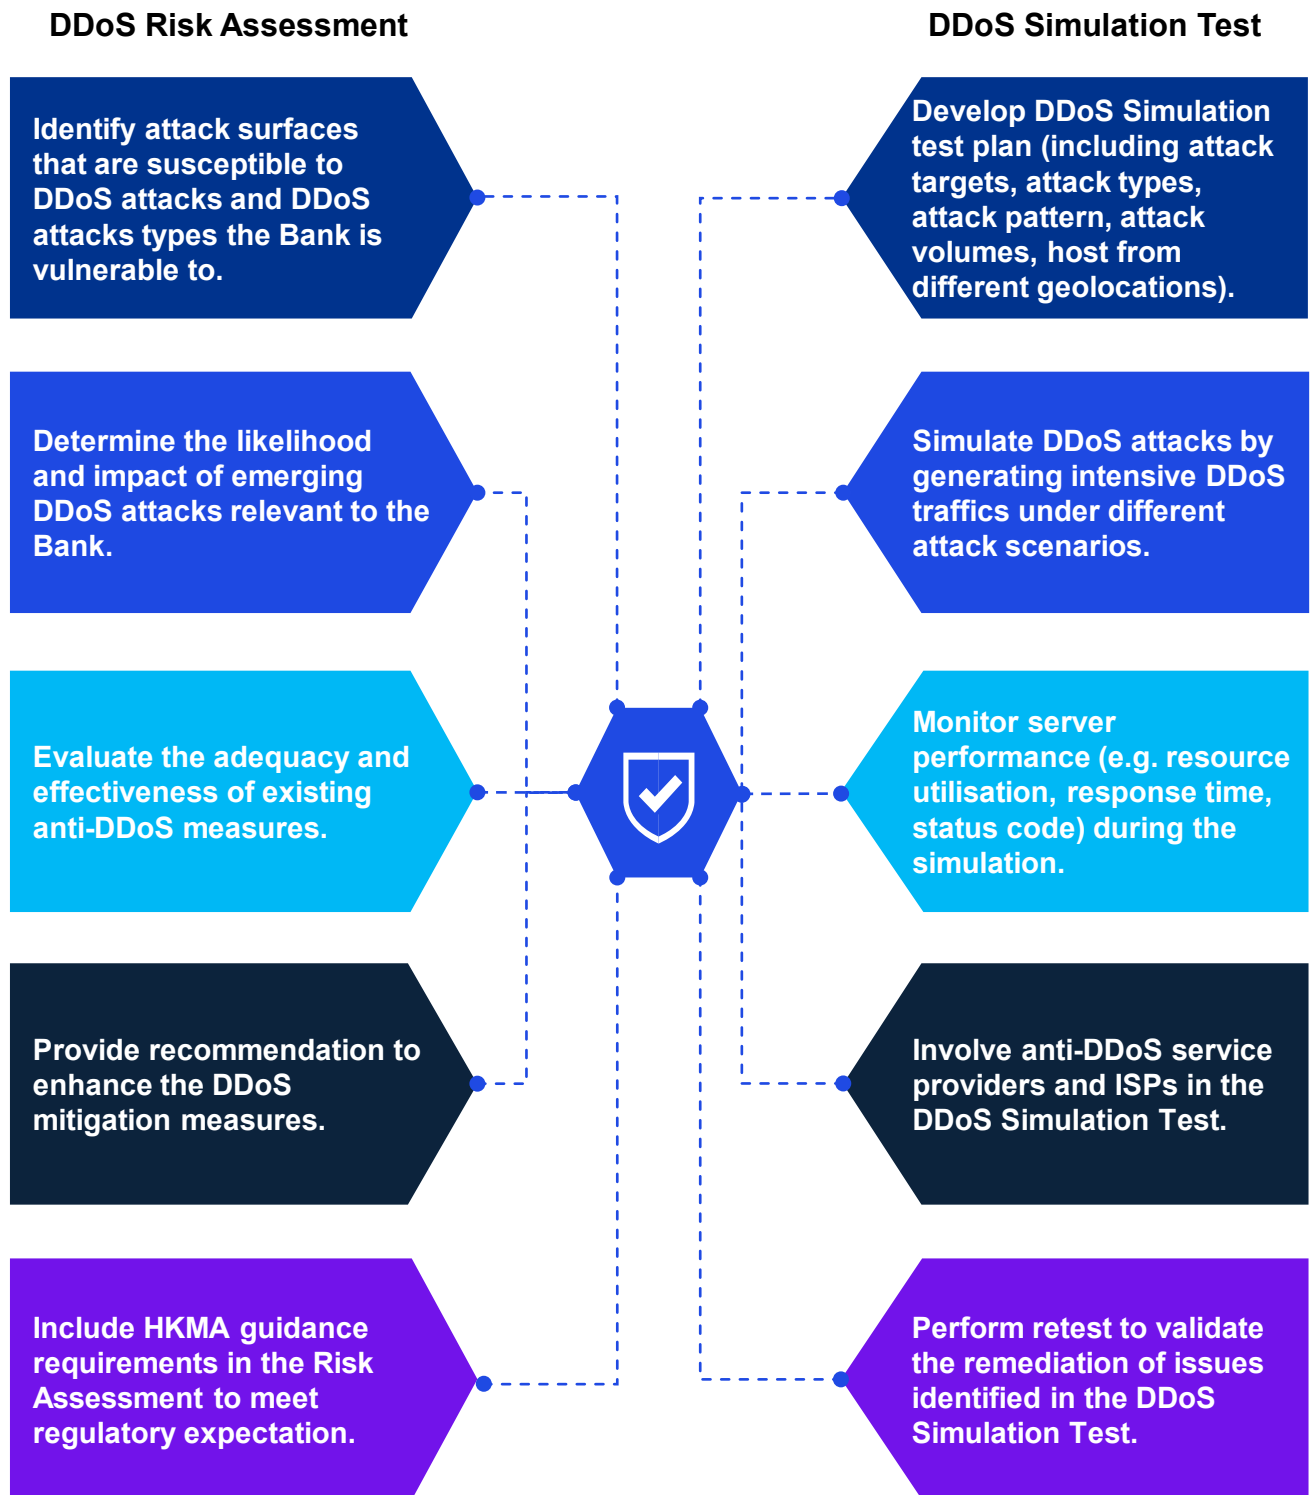 DDoS Risk Assessment
Identify attack surfaces
that are susceptible to
DDoS attacks and DDoS
attacks types the Bank is
vulnerable to.
Determine the likelihood
and impact of emerging
DDoS attacks relevant to the
Bank.
Evaluate the adequacy and
effectiveness of existing
anti-DDoS measures.
Provide recommendation to
enhance the DDoS
mitigation measures.
Include HKMA guidance
requirements in the Risk
Assessment to meet
regulatory expectation.
DDoS Simulation Test
Develop DDoS Simulation
test plan (including attack
targets, attack types,
attack pattern, attack
volumes, host from
different geolocations).
Simulate DDoS attacks by
generating intensive DDoS
traffics under different
attack scenarios.
Monitor server
performance (e.g. resource
utilisation, response time,
status code) during the
simulation.
Involve anti-DDoS service
providers and ISPs in the
DDoS Simulation Test.
Perform retest to validate
the remediation of issues
identified in the DDoS
Simulation Test.